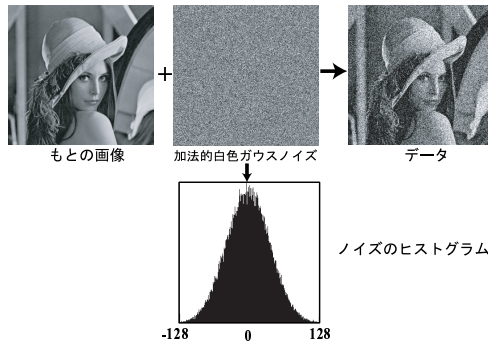 もとの画像
加法的白色ガウスノイズ
データ
ノイズのヒストグラム
-128 0 128